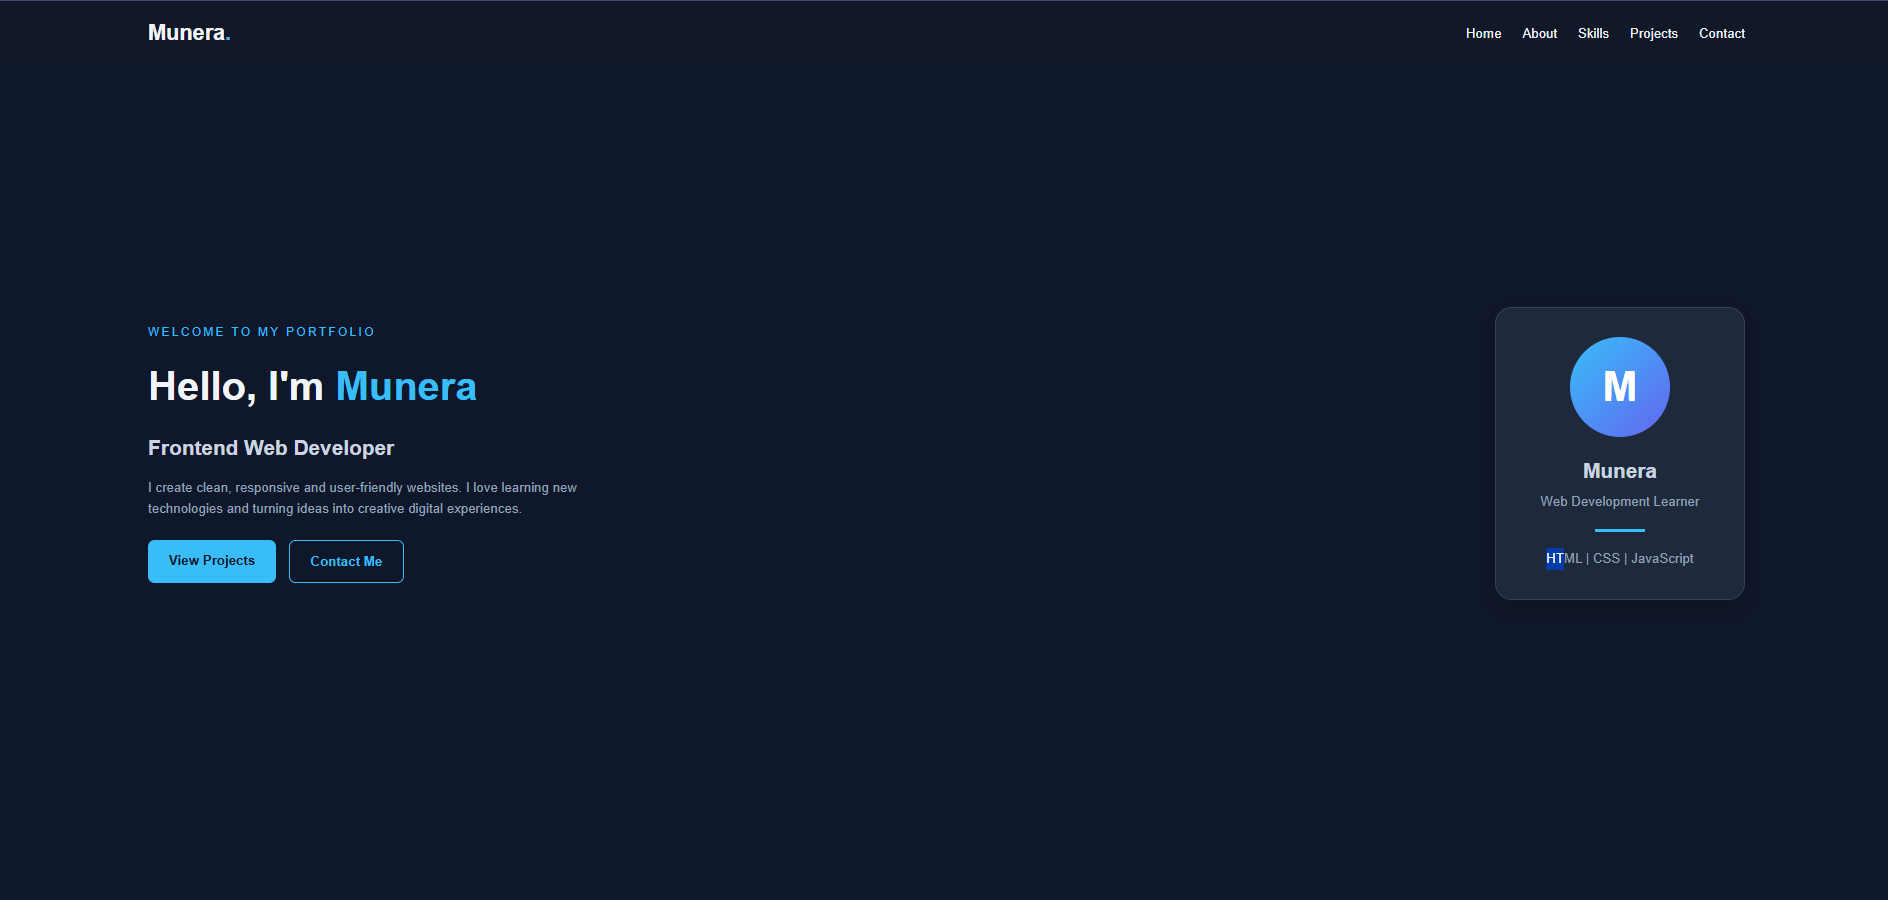 Munera.
Home About Skills Projects Contact
WELCOME TO MY PORTFOLIO
Hello, I'm Munera
Frontend Web Developer
I create clean, responsive and user-friendly websites. I love learning new
technologies and turning ideas into creative digital experiences.
View Projects Contact Me
M
Munera
Web Development Learner
HTML | CSS | JavaScript